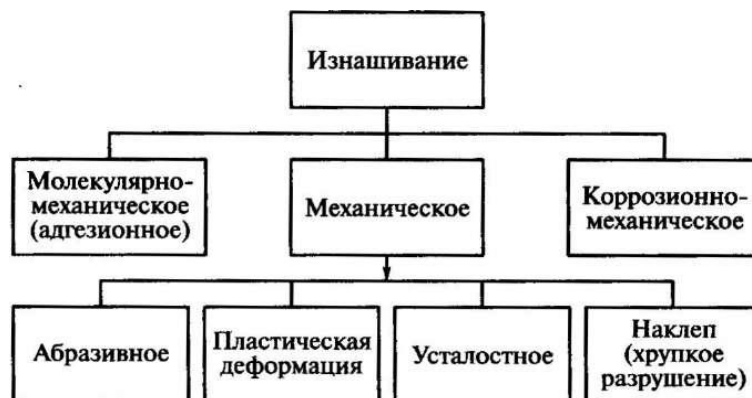 Изнашивание
Молекулярно-
механическое
(адгезионное)
Механическое
Коррозионно-
механическое
Абразивное
Пластическая
деформация
Усталостное
Наклеп
(хрупкое
разрушение)